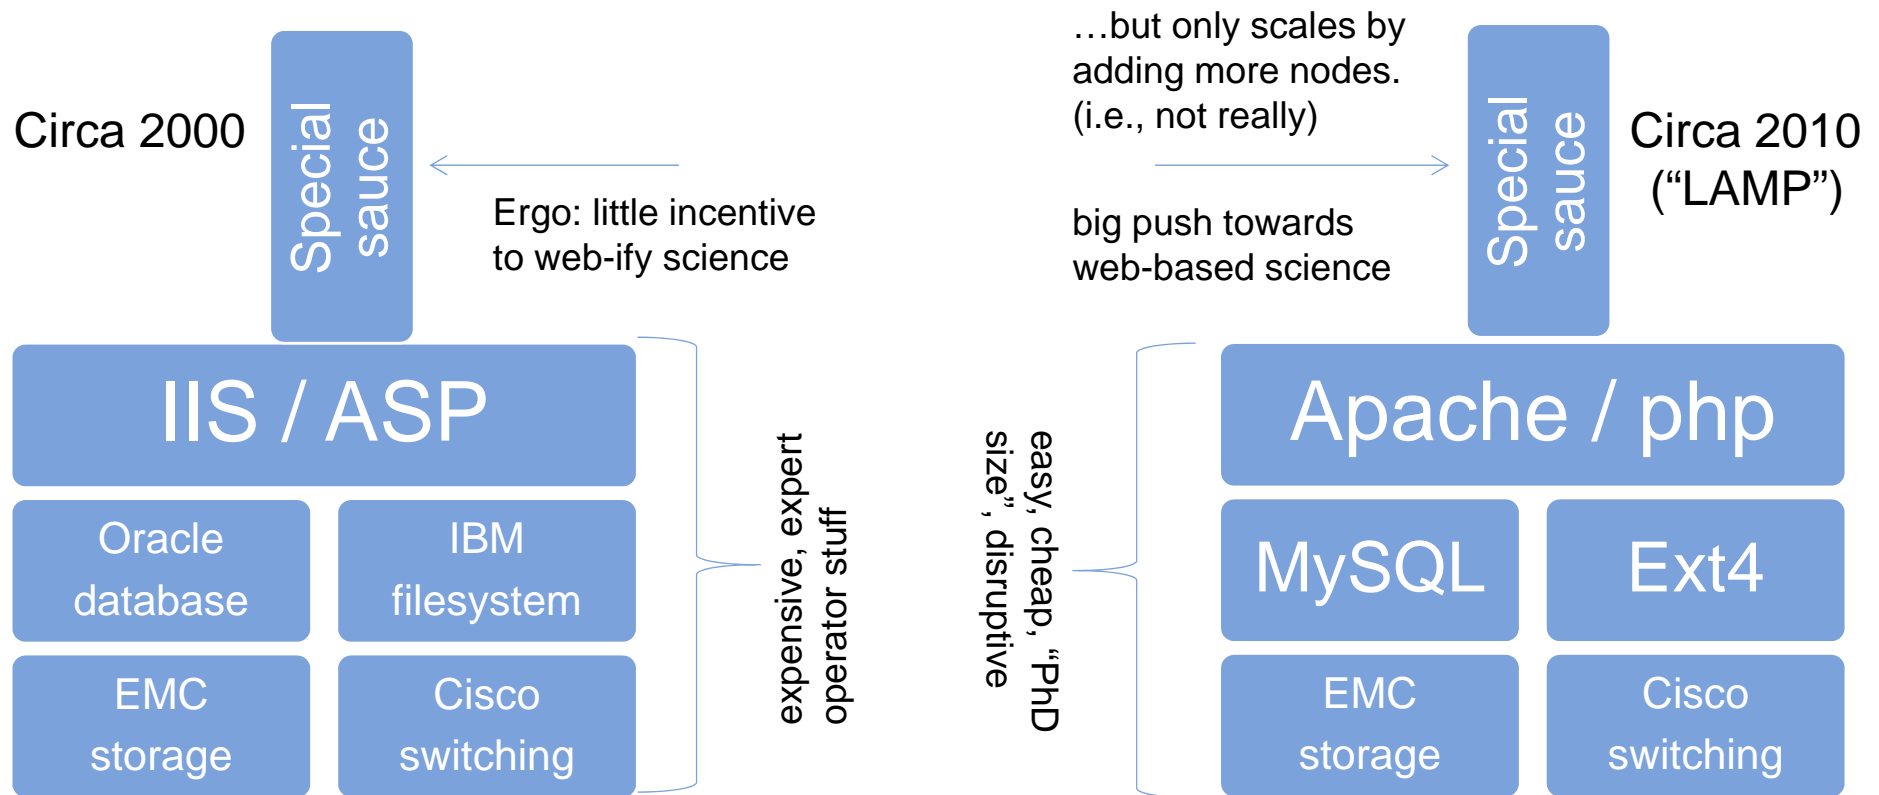 Circa 2000
Special
sauce
Ergo: little incentive
to web-ify science
IIS / ASP
Oracle
database
IBM
filesystem
EMC
storage
Cisco
switching
expensive, expert
operator stuff
…but only scales by
adding more nodes.
(i.e., not really)
big push towards
web-based science
Special
sauce
Circa 2010
(“LAMP”)
easy, cheap, “PhD
size”, disruptive
Apache / php
MySQL
Ext4
EMC
storage
Cisco
switching